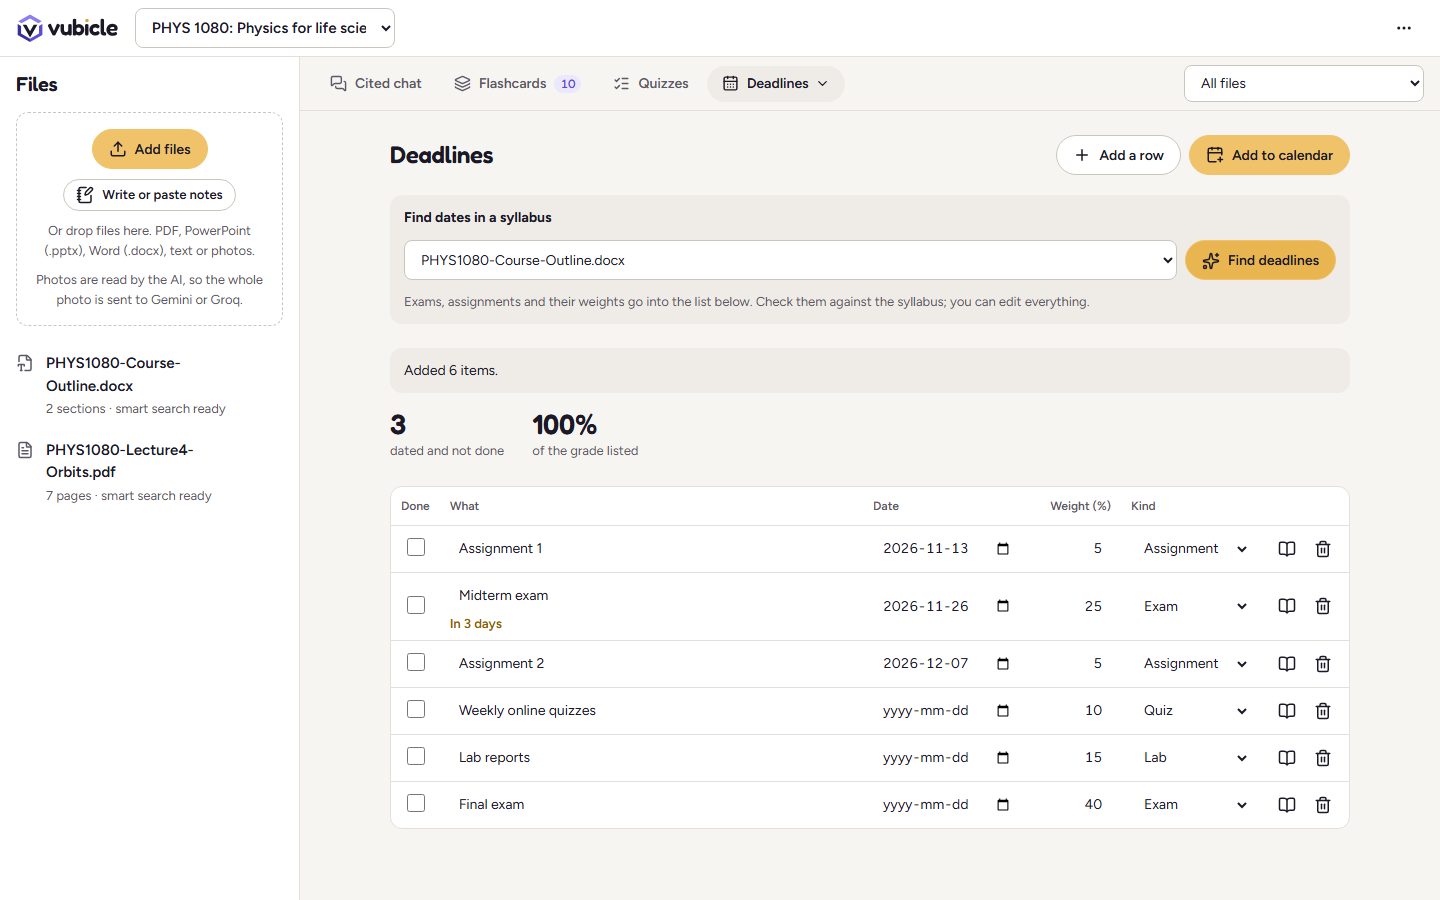 vubicle
PHYS 1080: Physics for life scie
Files
Add files
Write or paste notes
Or drop files here. PDF, PowerPoint
(.pptx), Word (.docx), text or photos.
Photos are read by the AI, so the whole
photo is sent to Gemini or Groq.
PHYS1080-Course-
Outline.docx
2 sections · smart search ready
PHYS1080-Lecture4-
Orbits.pdf
7 pages · smart search ready
Cited chat
Flashcards 10
Quizzes
Deadlines
All files
Deadlines
Add a row
Add to calendar
Find dates in a syllabus
PHYS1080-Course-Outline.docx
Find deadlines
Exams, assignments and their weights go into the list below. Check them against the syllabus; you can edit everything.
Added 6 items.
3
dated and not done
100%
of the grade listed
Done What Date Weight (%) Kind
Assignment 1 2026-11-13 5 Assignment
Midterm exam 2026-11-26 25 Exam
In 3 days
Assignment 2 2026-12-07 5 Assignment
Weekly online quizzes yyyy-mm-dd 10 Quiz
Lab reports yyyy-mm-dd 15 Lab
Final exam yyyy-mm-dd 40 Exam